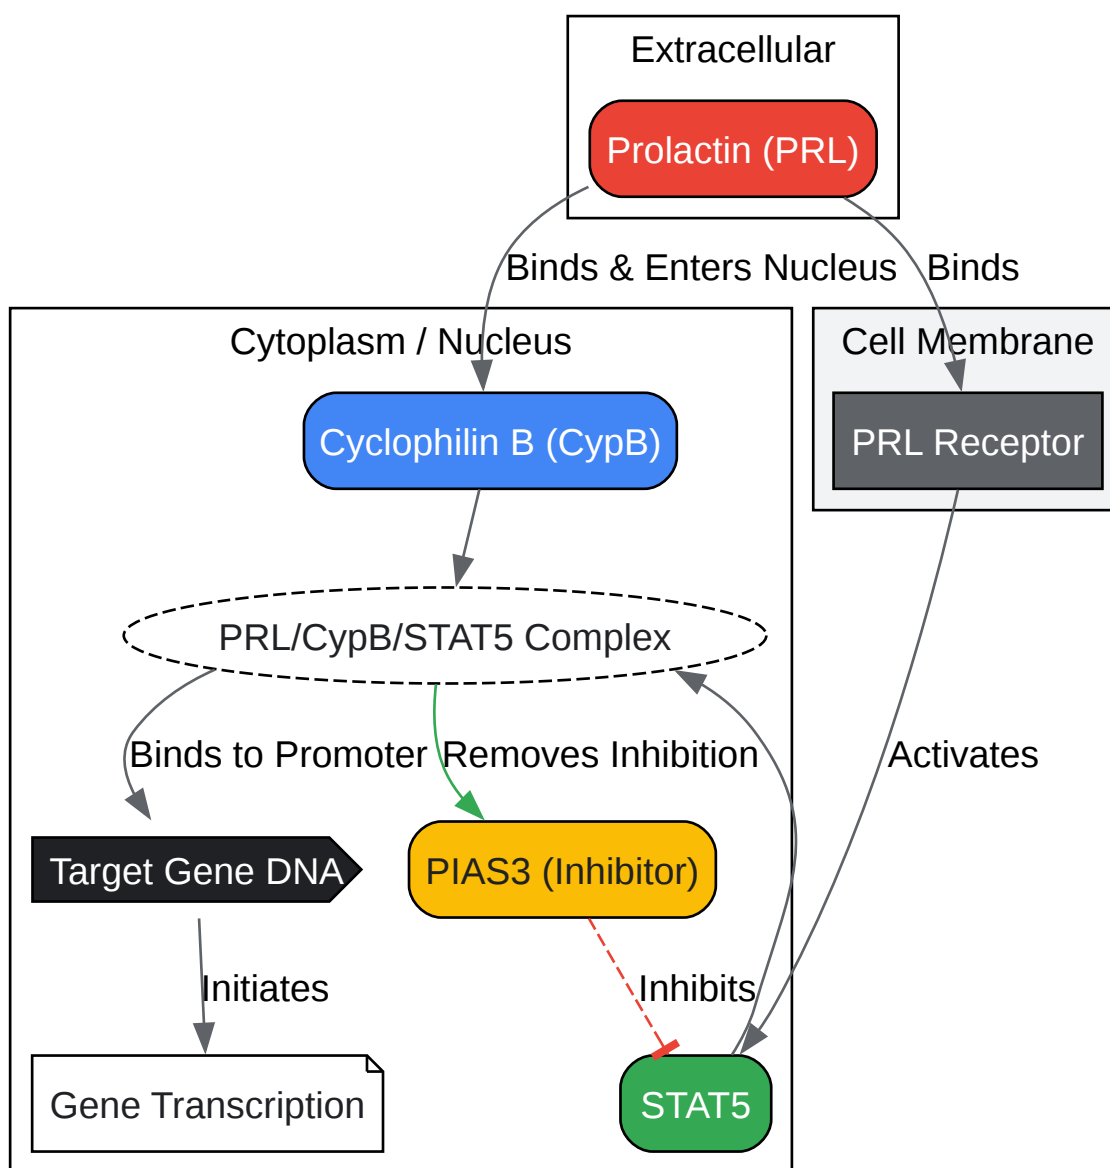 Extracellular
Prolactin (PRL)
Binds & Enters Nucleus
Binds
Cytoplasm / Nucleus
Cell Membrane
Cyclophilin B (CypB)
PRL Receptor
PRL/CypB/STAT5 Complex
Binds to Promoter
Removes Inhibition
Activates
Target Gene DNA
PIAS3 (Inhibitor)
Initiates
Inhibits
Gene Transcription
STAT5